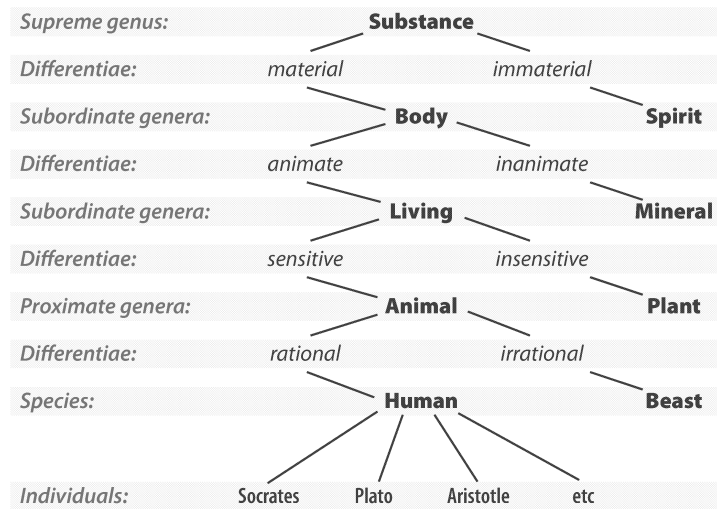 Supreme genus: Substance
Differentiae: material immaterial
Subordinate genera: Body Spirit
Differentiae: animate inanimate
Subordinate genera: Living Mineral
Differentiae: sensitive insensitive
Proximate genera: Animal Plant
Differentiae: rational irrational
Species: Human Beast
Individuals: Socrates Plato Aristotle etc